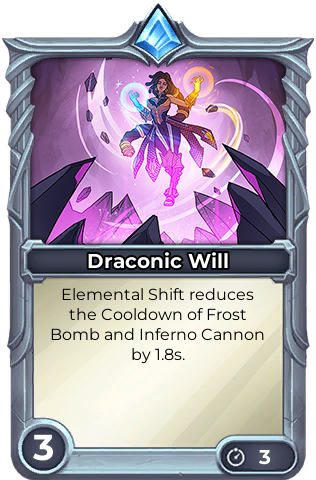 Draconic Will
Elemental Shift reduces
the Cooldown of Frost
Bomb and Inferno Cannon
by 1.8s.
3
3